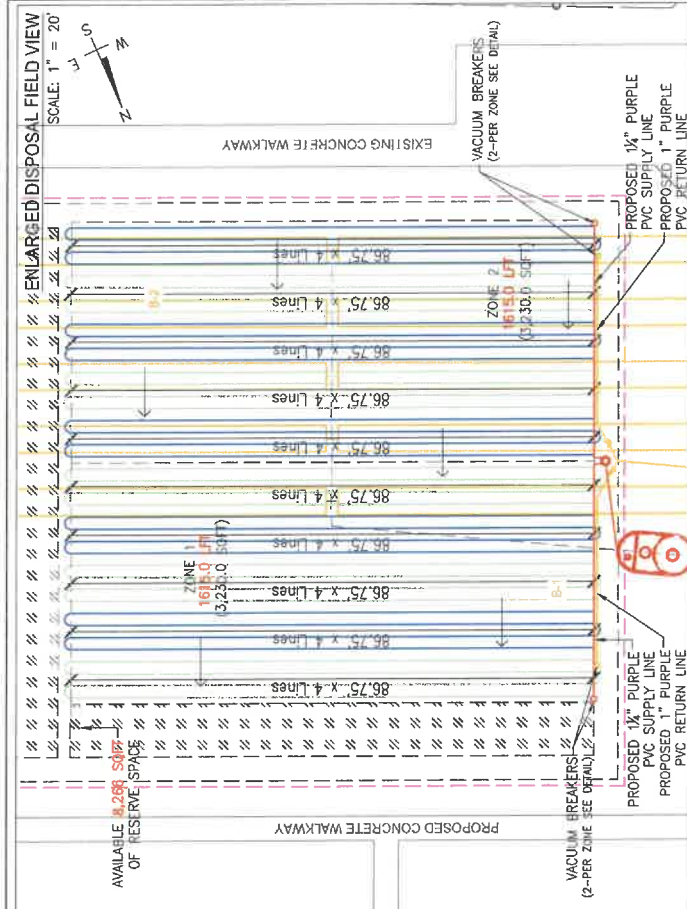 ENLARGED DISPOSAL FIELD VIEW
SCALE: 1" = 20'
S
E
W
N
EXISTING CONCRETE WALKWAY
VACUUM BREAKERS
(2-PER ZONE SEE DETAIL)
86.75' x 4 Lines
86.75' x 4 Lines
86.75' x 4 Lines
86.75' x 4 Lines
86.75' x 4 Lines
86.75' x 4 Lines
86.75' x 4 Lines
86.75' x 4 Lines
86.75' x 4 Lines
86.75' x 4 Lines
B-2
ZONE 2
1615.0 LFT
(3,230.0 SQFT)
ZONE 1
1615.0 LFT
(3,230.0 SQFT)
B-1
PROPOSED 1¼" PURPLE
PVC SUPPLY LINE
PROPOSED 1" PURPLE
PVC RETURN LINE
AVAILABLE 8,266 SQFT
OF RESERVE SPACE
PROPOSED CONCRETE WALKWAY
VACUUM BREAKERS
(2-PER ZONE SEE DETAIL)
PROPOSED 1¼" PURPLE
PVC SUPPLY LINE
PROPOSED 1" PURPLE
PVC RETURN LINE